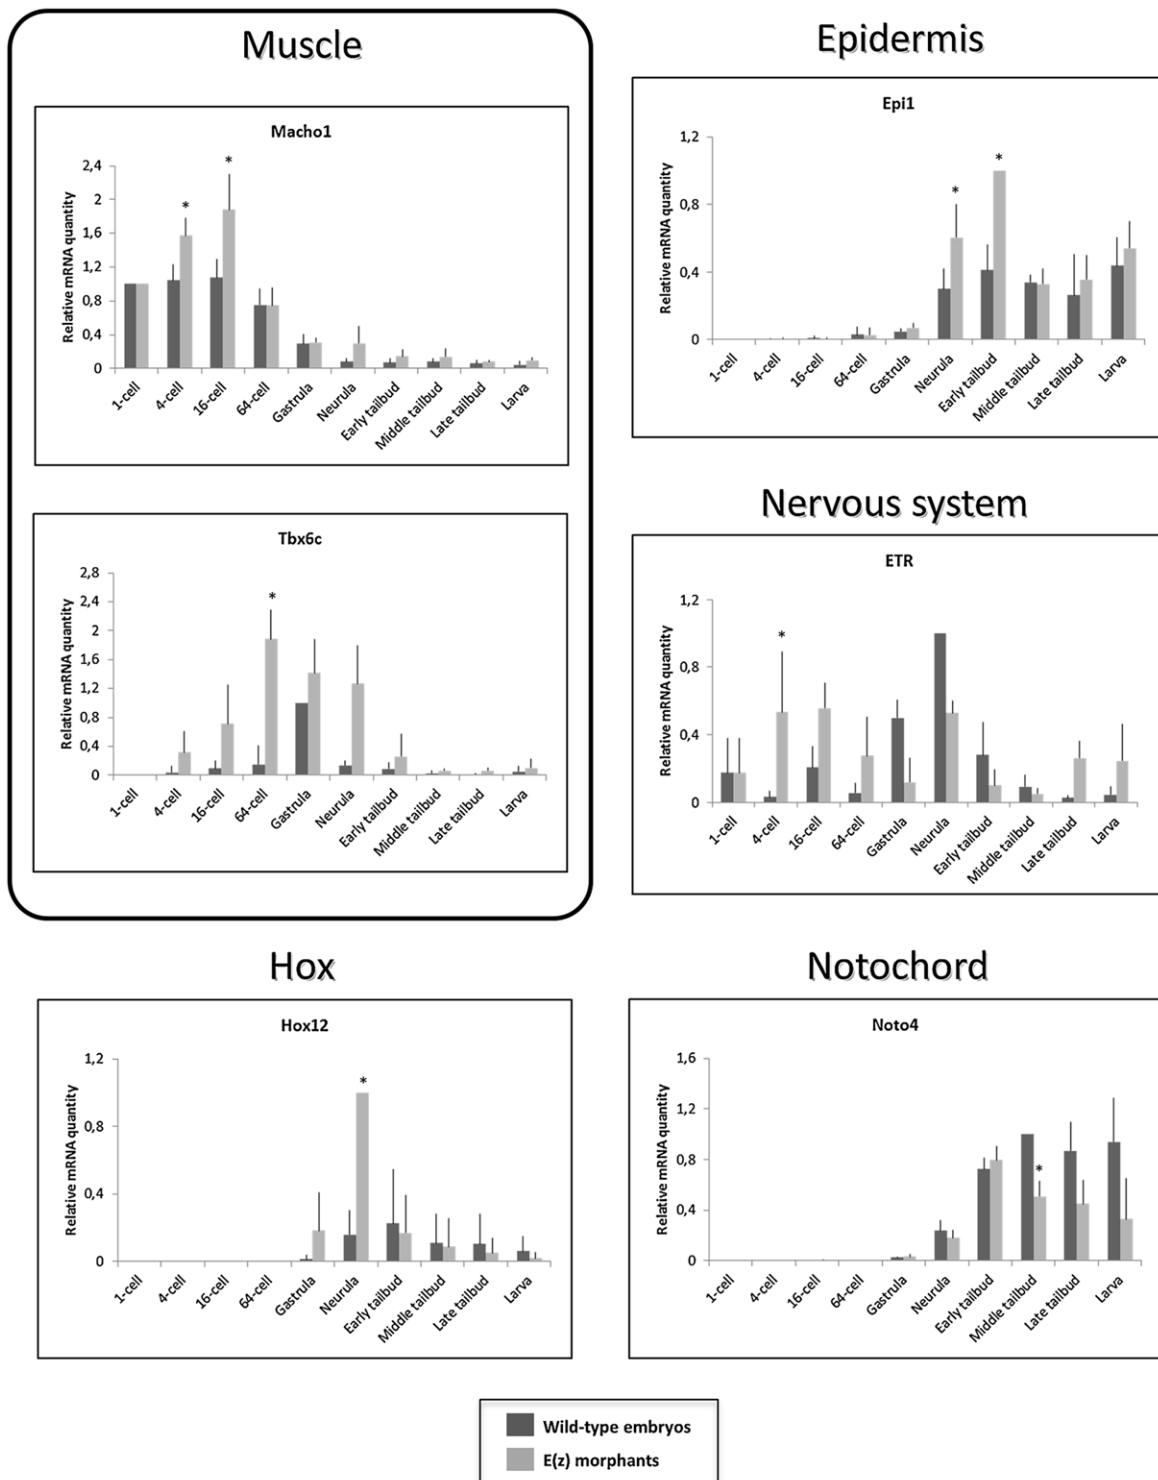 Muscle
Macho1
Relative mRNA quantity
2,4
2
1,6
1,2
0,8
0,4
0
*
*
1-cell
4-cell
16-cell
64-cell
Gastrula
Neurula
Early tailbud
Middle tailbud
Late tailbud
Larva
Tbx6c
Relative mRNA quantity
2,8
2,4
2
1,6
1,2
0,8
0,4
0
*
1-cell
4-cell
16-cell
64-cell
Gastrula
Neurula
Early tailbud
Middle tailbud
Late tailbud
Larva
Epidermis
Epi1
Relative mRNA quantity
1,2
0,8
0,4
0
*
*
1-cell
4-cell
16-cell
64-cell
Gastrula
Neurula
Early tailbud
Middle tailbud
Late tailbud
Larva
Nervous system
ETR
Relative mRNA quantity
1,2
0,8
0,4
0
*
1-cell
4-cell
16-cell
64-cell
Gastrula
Neurula
Early tailbud
Middle tailbud
Late tailbud
Larva
Hox
Hox12
Relative mRNA quantity
1,2
0,8
0,4
0
*
1-cell
4-cell
16-cell
64-cell
Gastrula
Neurula
Early tailbud
Middle tailbud
Late tailbud
Larva
Notochord
Noto4
Relative mRNA quantity
1,6
1,2
0,8
0,4
0
*
1-cell
4-cell
16-cell
64-cell
Gastrula
Neurula
Early tailbud
Middle tailbud
Late tailbud
Larva
Wild-type embryos
E(z) morphants